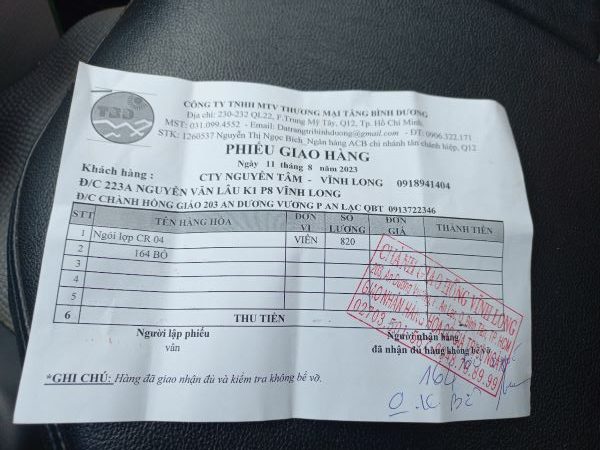 TBD
CÔNG TY TNHH MTV THƯƠNG MẠI TĂNG BÌNH DƯƠNG
Địa chỉ: 230-232 QL22, F.Trung Mỹ Tây, Q12, Tp. Hồ Chí Minh.
MST: 031.099.4552 - Email: Datrangtribinhduong@gmail.com - ĐT: 0906.322.171
STK: 1260537 Nguyễn Thị Ngọc Bích_Ngân hàng ACB chi nhánh tân chánh hiệp, Q12
PHIẾU GIAO HÀNG
Ngày 11 tháng 8 năm 2023
Khách hàng : CTY NGUYÊN TÂM - VĨNH LONG 0918941404
Đ/C 223A NGUYỄN VĂN LÂU K1 P8 VĨNH LONG
Đ/C CHÀNH HỒNG GIÁO 203 AN DƯƠNG VƯƠNG P AN LẠC QBT 0913722346
STT TÊN HÀNG HÓA ĐƠN VỊ SỐ LƯỢNG ĐƠN GIÁ THÀNH TIỀN
1 Ngói lợp CR 04 VIÊN 820
2 164 BÓ
3
4
5
6 THU TIỀN
Người lập phiếu Người nhận hàng
vân đã nhận đủ hàng không bể vỡ
*GHI CHÚ: Hàng đã giao nhận đủ và kiểm tra không bể vỡ.